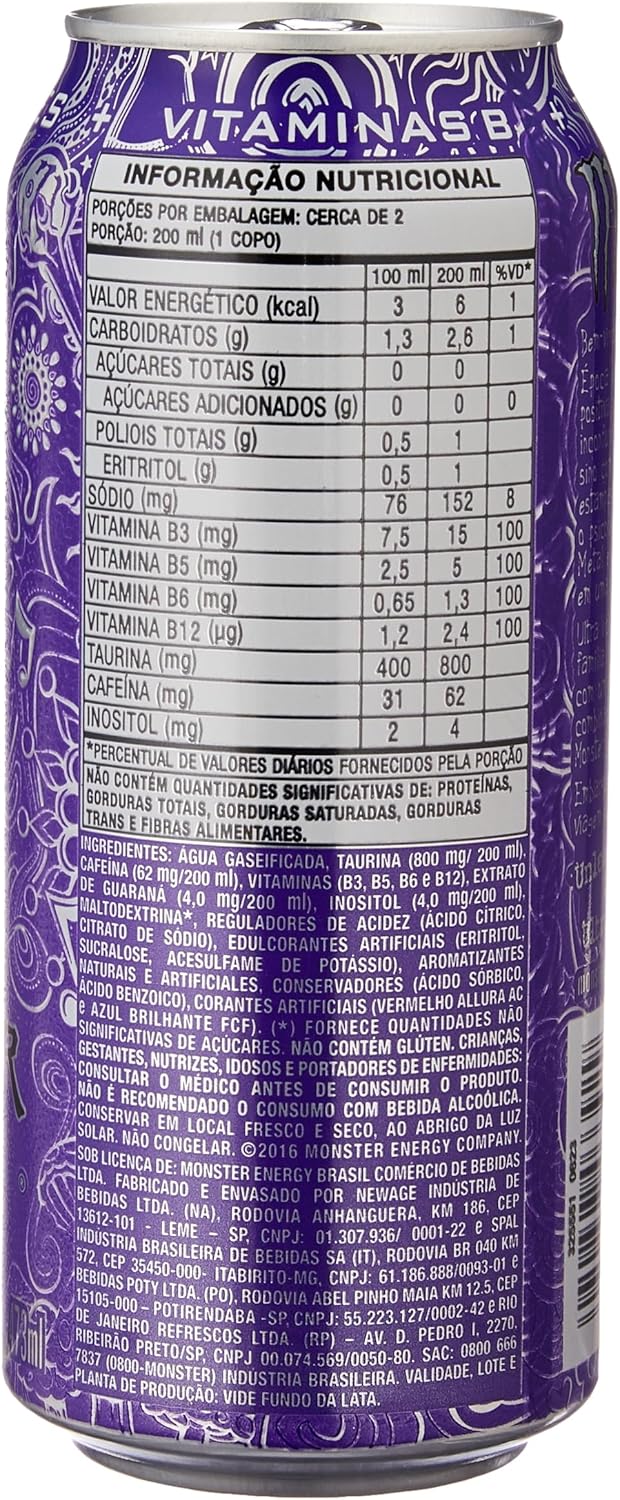 VITAMINAS B
INFORMAÇÃO NUTRICIONAL
PORÇÕES POR EMBALAGEM: CERCA DE 2
PORÇÃO: 200 ml (1 COPO)
100 ml 200 ml %VD*
VALOR ENERGÉTICO (kcal) 3 6 1
CARBOIDRATOS (g) 1,3 2,6 1
AÇÚCARES TOTAIS (g) 0 0
AÇÚCARES ADICIONADOS (g) 0 0 0
POLIOIS TOTAIS (g) 0,5 1
ERITRITOL (g) 0,5 1
SÓDIO (mg) 76 152 8
VITAMINA B3 (mg) 7,5 15 100
VITAMINA B5 (mg) 2,5 5 100
VITAMINA B6 (mg) 0,65 1,3 100
VITAMINA B12 (µg) 1,2 2,4 100
TAURINA (mg) 400 800
CAFEÍNA (mg) 31 62
INOSITOL (mg) 2 4
*PERCENTUAL DE VALORES DIÁRIOS FORNECIDOS PELA PORÇÃO
NÃO CONTÉM QUANTIDADES SIGNIFICATIVAS DE: PROTEÍNAS,
GORDURAS TOTAIS, GORDURAS SATURADAS, GORDURAS
TRANS E FIBRAS ALIMENTARES.
INGREDIENTES: ÁGUA GASEIFICADA, TAURINA (800 mg/ 200 ml),
CAFEÍNA (62 mg/200 ml), VITAMINAS (B3, B5, B6 e B12), EXTRATO
DE GUARANÁ (4,0 mg/200 ml), INOSITOL (4,0 mg/200 ml),
MALTODEXTRINA*, REGULADORES DE ACIDEZ (ÁCIDO CÍTRICO,
CITRATO DE SÓDIO), EDULCORANTES ARTIFICIAIS (ERITRITOL,
SUCRALOSE, ACESULFAME DE POTÁSSIO), AROMATIZANTES
NATURAIS E ARTIFICIALES, CONSERVADORES (ÁCIDO SÓRBICO,
ÁCIDO BENZOICO), CORANTES ARTIFICIAIS (VERMELHO ALLURA AC
e AZUL BRILHANTE FCF). (*) FORNECE QUANTIDADES NÃO
SIGNIFICATIVAS DE AÇÚCARES. NÃO CONTÉM GLÚTEN. CRIANÇAS,
GESTANTES, NUTRIZES, IDOSOS E PORTADORES DE ENFERMIDADES:
CONSULTAR O MÉDICO ANTES DE CONSUMIR O PRODUTO.
NÃO É RECOMENDADO O CONSUMO COM BEBIDA ALCOÓLICA.
CONSERVAR EM LOCAL FRESCO E SECO, AO ABRIGO DA LUZ
SOLAR. NÃO CONGELAR. ©2016 MONSTER ENERGY COMPANY.
SOB LICENÇA DE: MONSTER ENERGY BRASIL COMÉRCIO DE BEBIDAS
LTDA. FABRICADO E ENVASADO POR NEWAGE INDÚSTRIA DE
BEBIDAS LTDA. (NA), RODOVIA ANHANGUERA, KM 186, CEP
13612-101 - LEME – SP, CNPJ: 01.307.936/ 0001-22 e SPAL
INDÚSTRIA BRASILEIRA DE BEBIDAS SA (IT), RODOVIA BR 040 KM
572, CEP 35450-000- ITABIRITO-MG, CNPJ: 61.186.888/0093-01 e
BEBIDAS POTY LTDA. (PO), RODOVIA ABEL PINHO MAIA KM 12.5, CEP
15105-000 – POTIRENDABA -SP, CNPJ: 55.223.127/0002-42 e RIO
DE JANEIRO REFRESCOS LTDA. (RP) – AV. D. PEDRO I, 2270.
RIBEIRÃO PRETO/SP, CNPJ 00.074.569/0050-80. SAC: 0800 666
7837 (0800-MONSTER) INDÚSTRIA BRASILEIRA. VALIDADE, LOTE E
PLANTA DE PRODUÇÃO: VIDE FUNDO DA LATA.